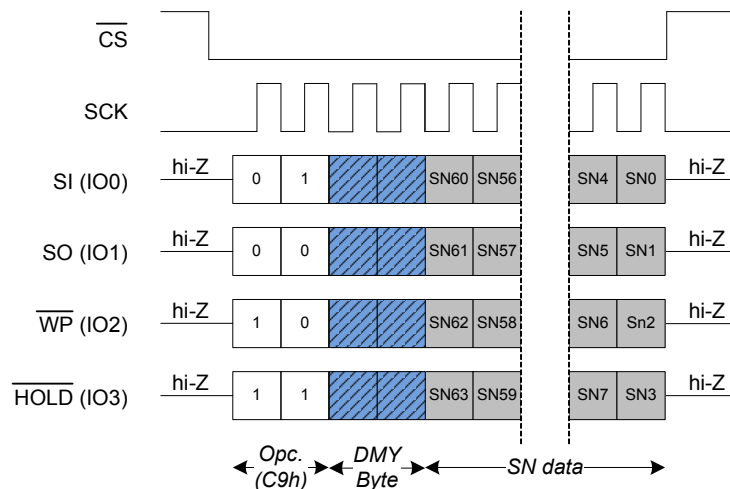 CS
SCK
SI (IO0) hi-Z 0 1 SN60 SN56 SN4 SN0 hi-Z
SO (IO1) hi-Z 0 0 SN61 SN57 SN5 SN1 hi-Z
WP (IO2) hi-Z 1 0 SN62 SN58 SN6 Sn2 hi-Z
HOLD (IO3) hi-Z 1 1 SN63 SN59 SN7 SN3 hi-Z
Opc. DMY SN data
(C9h) Byte